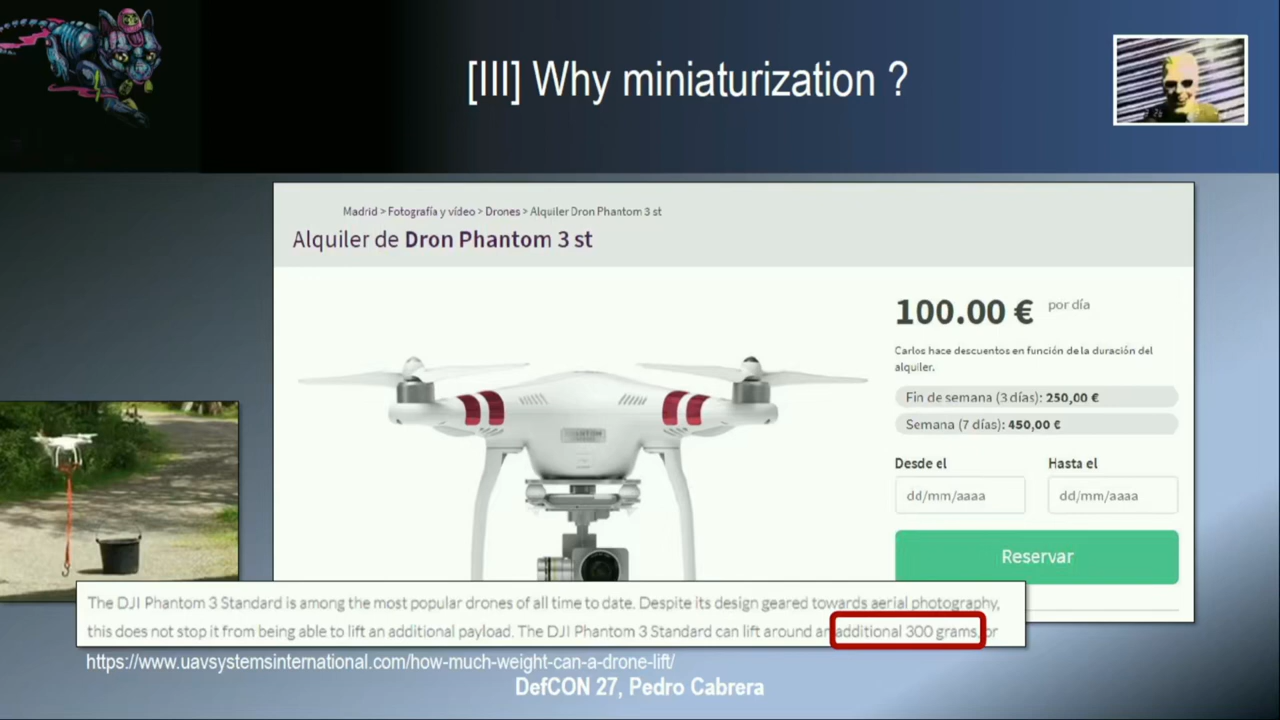 [III] Why miniaturization ?
Madrid > Fotografía y vídeo > Drones > Alquiler Dron Phantom 3 st
Alquiler de Dron Phantom 3 st
100.00 € por día
Carlos hace descuentos en función de la duración del
alquiler.
Fin de semana (3 días): 250,00 €
Semana (7 días): 450,00 €
Desde el Hasta el
dd/mm/aaaa dd/mm/aaaa
Reservar
PHANTOM
The DJI Phantom 3 Standard is among the most popular drones of all time to date. Despite its design geared towards aerial photography,
this does not stop it from being able to lift an additional payload. The DJI Phantom 3 Standard can lift around an additional 300 grams, or
https://www.uavsystemsinternational.com/how-much-weight-can-a-drone-lift/
DefCON 27, Pedro Cabrera